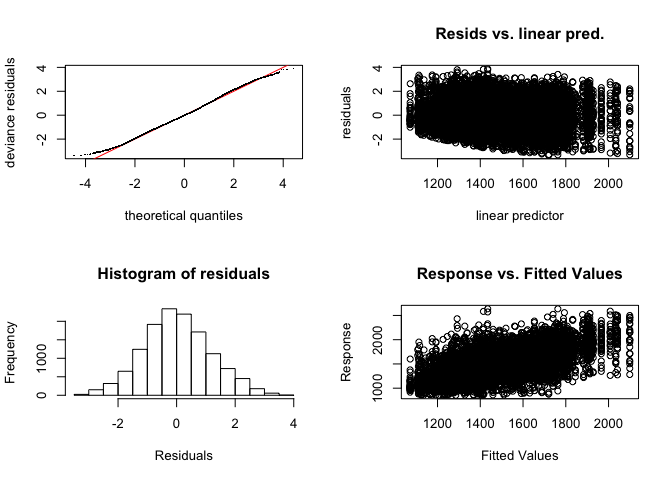 deviance residuals
4
2
0
-2
-4 -2 0 2 4
theoretical quantiles
Resids vs. linear pred.
residuals
4
2
0
-2
1200 1400 1600 1800 2000
linear predictor
Histogram of residuals
Frequency
1000
0
-2 0 2 4
Residuals
Response vs. Fitted Values
Response
2000
1000
1200 1400 1600 1800 2000
Fitted Values